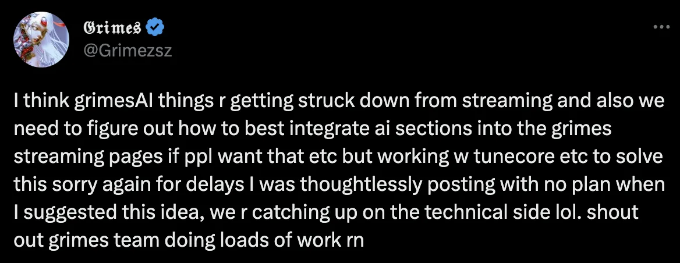 Grimes
@Grimezsz
I think grimesAI things r getting struck down from streaming and also we
need to figure out how to best integrate ai sections into the grimes
streaming pages if ppl want that etc but working w tunecore etc to solve
this sorry again for delays I was thoughtlessly posting with no plan when
I suggested this idea, we r catching up on the technical side lol. shout
out grimes team doing loads of work rn